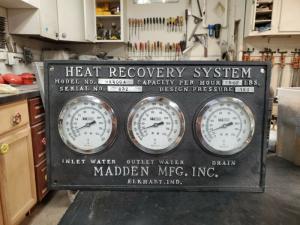 HEAT RECOVERY SYSTEM
MODEL NO. CAPACITY PER HOUR LBS.
SERIAL NO. DESIGN PRESSURE
INLET WATER OUTLET WATER DRAIN
MADDEN MFG. INC.
ELKHART, IND.